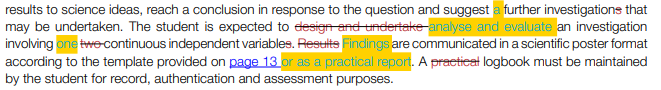 results to science ideas, reach a conclusion in response to the question and suggest a further investigations that
may be undertaken. The student is expected to design and undertake analyse and evaluate an investigation
involving one two continuous independent variables. Results Findings are communicated in a scientific poster format
according to the template provided on page 13 or as a practical report. A practical logbook must be maintained
by the student for record, authentication and assessment purposes.